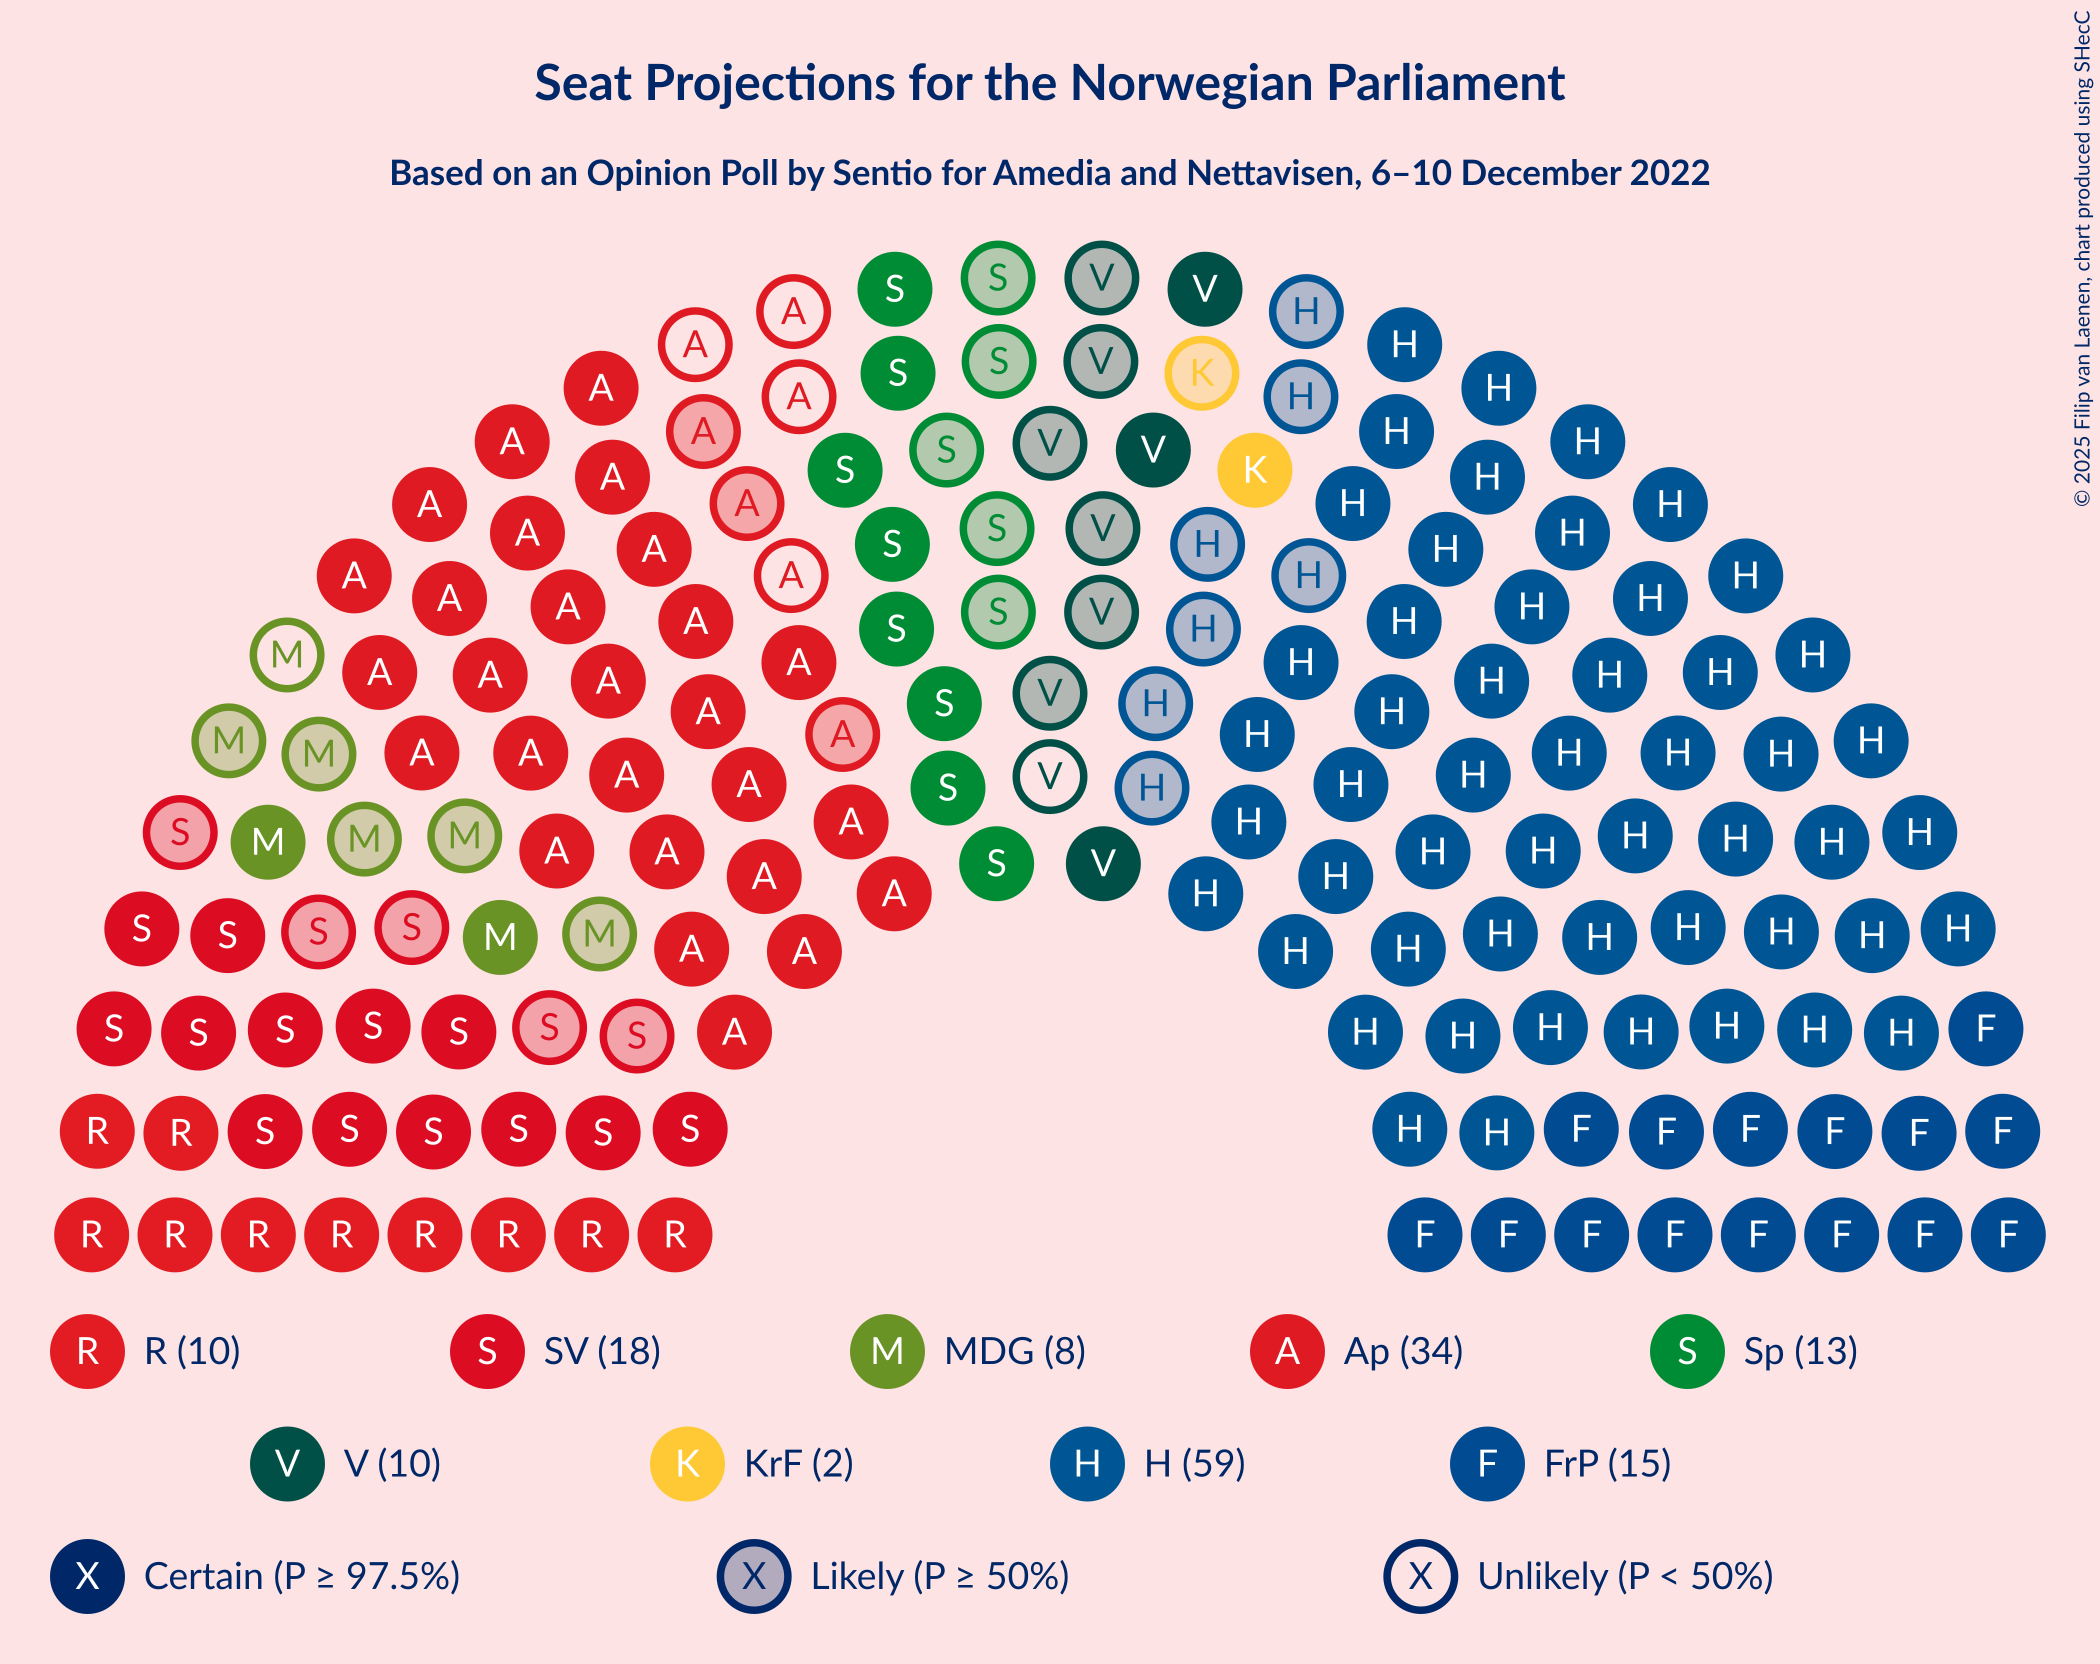 Seat Projections for the Norwegian Parliament
Based on an Opinion Poll by Sentio for Amedia and Nettavisen, 6–10 December 2022
© 2025 Filip van Laenen, chart produced using SHecC
S S V V
A A H H
S S V K
A A H H
A A H H
S S V V K
A A H H
A A H H
S S V H
A A H H
A A H H
S S V H
M A A A A A H H H H H H
S V H
M M A A A A A H H H H H H H
S V H
S M M M A A A A H H H H H H H H
S V
A H
S S S S M M A A H H H H H H H H
S S S S S S S A H H H H H H H F
R R S S S S S S H H F F F F F F
R R R R R R R R F F F F F F F F
R R (10) S SV (18) M MDG (8) A Ap (34) S Sp (13)
V V (10) K KrF (2) H H (59) F FrP (15)
X Certain (P ≥ 97.5%) X Likely (P ≥ 50%) X Unlikely (P < 50%)